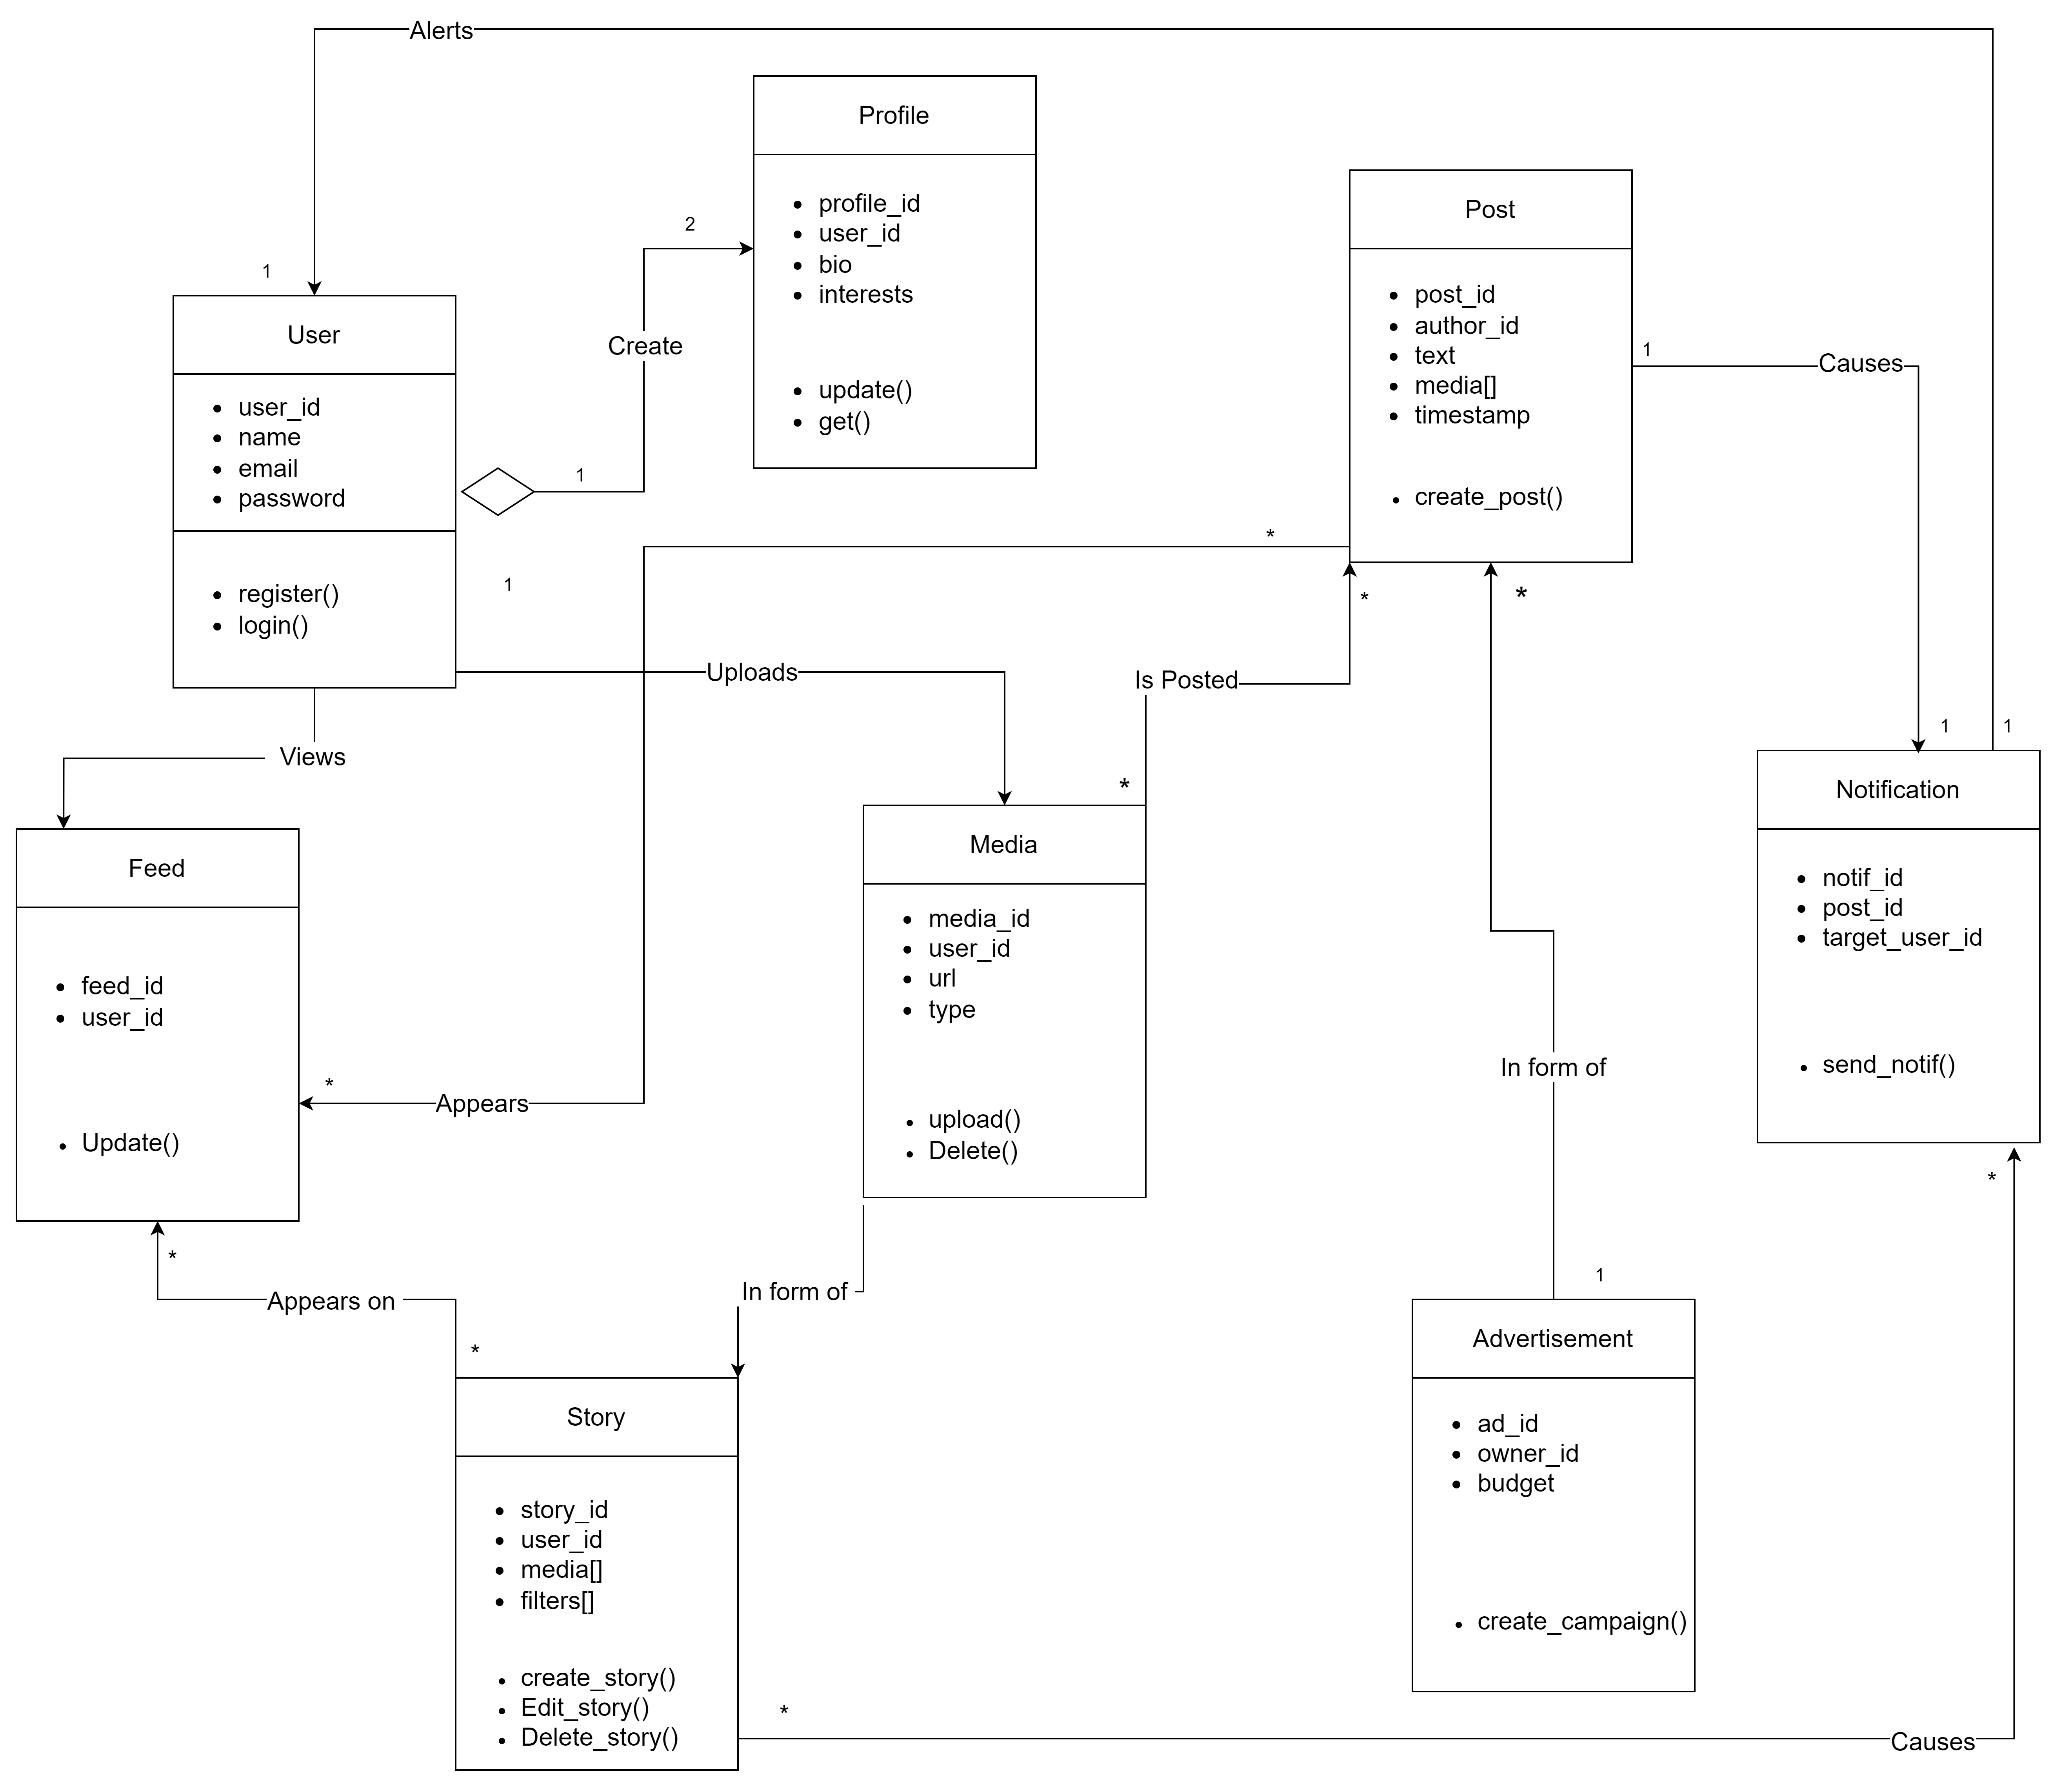 Alerts
Profile
profile_id
user_id
bio
interests
update()
get()
2
Create
1
1
User
user_id
name
email
password
register()
login()
1
Post
post_id
author_id
text
media[]
timestamp
create_post()
1
Causes
*
*
*
Uploads
Is Posted
Views
*
1
1
Notification
notif_id
post_id
target_user_id
send_notif()
*
Feed
feed_id
user_id
Update()
*
Appears
Media
media_id
user_id
url
type
upload()
Delete()
In form of
*
Appears on
In form of
*
1
Advertisement
ad_id
owner_id
budget
create_campaign()
Story
story_id
user_id
media[]
filters[]
create_story()
Edit_story()
Delete_story()
*
Causes